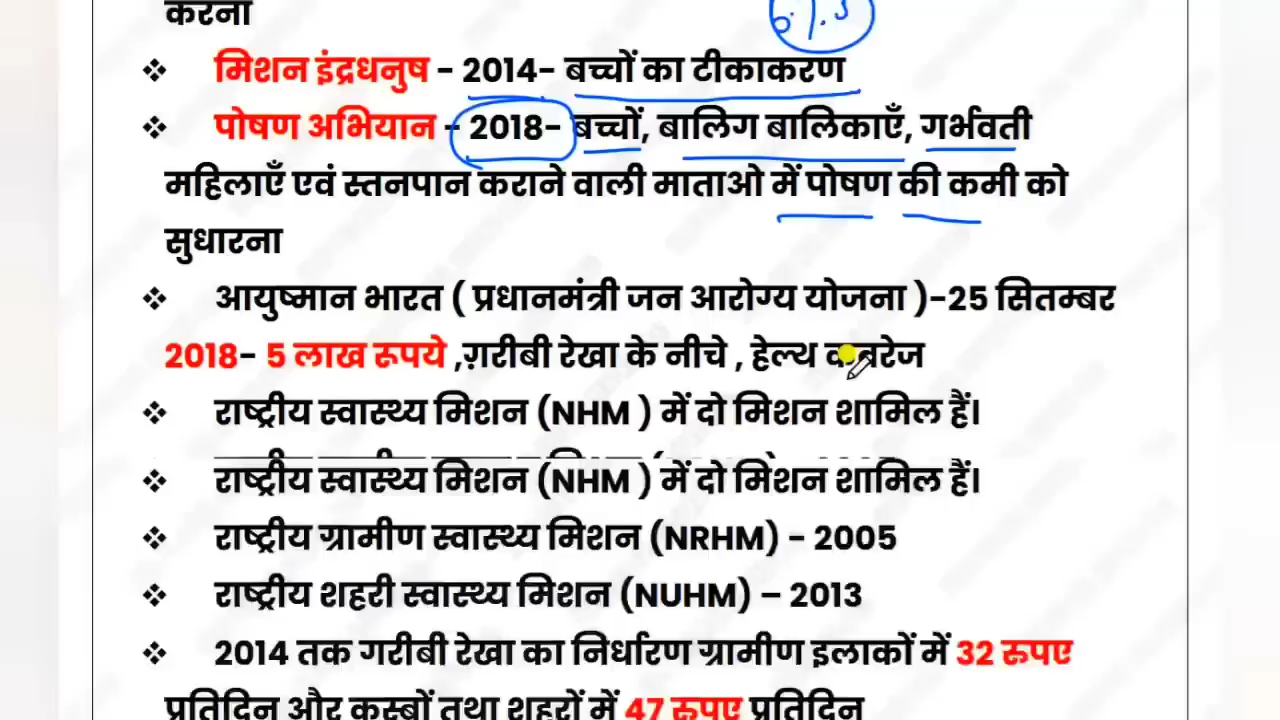 करना
❖ मिशन इंद्रधनुष - 2014- बच्चों का टीकाकरण
❖ पोषण अभियान - 2018- बच्चों, बालिग बालिकाएँ, गर्भवती
महिलाएँ एवं स्तनपान कराने वाली माताओ में पोषण की कमी को
सुधारना
❖ आयुष्मान भारत ( प्रधानमंत्री जन आरोग्य योजना )-25 सितम्बर
2018- 5 लाख रूपये ,ग़रीबी रेखा के नीचे , हेल्थ कबरेज
❖ राष्ट्रीय स्वास्थ्य मिशन (NHM ) में दो मिशन शामिल हैं।
❖ राष्ट्रीय स्वास्थ्य मिशन (NHM ) में दो मिशन शामिल हैं।
❖ राष्ट्रीय ग्रामीण स्वास्थ्य मिशन (NRHM) - 2005
❖ राष्ट्रीय शहरी स्वास्थ्य मिशन (NUHM) – 2013
❖ 2014 तक गरीबी रेखा का निर्धारण ग्रामीण इलाकों में 32 रुपए
प्रतिदिन और कस्बों तथा शहरों में 47 रुपए प्रतिदिन